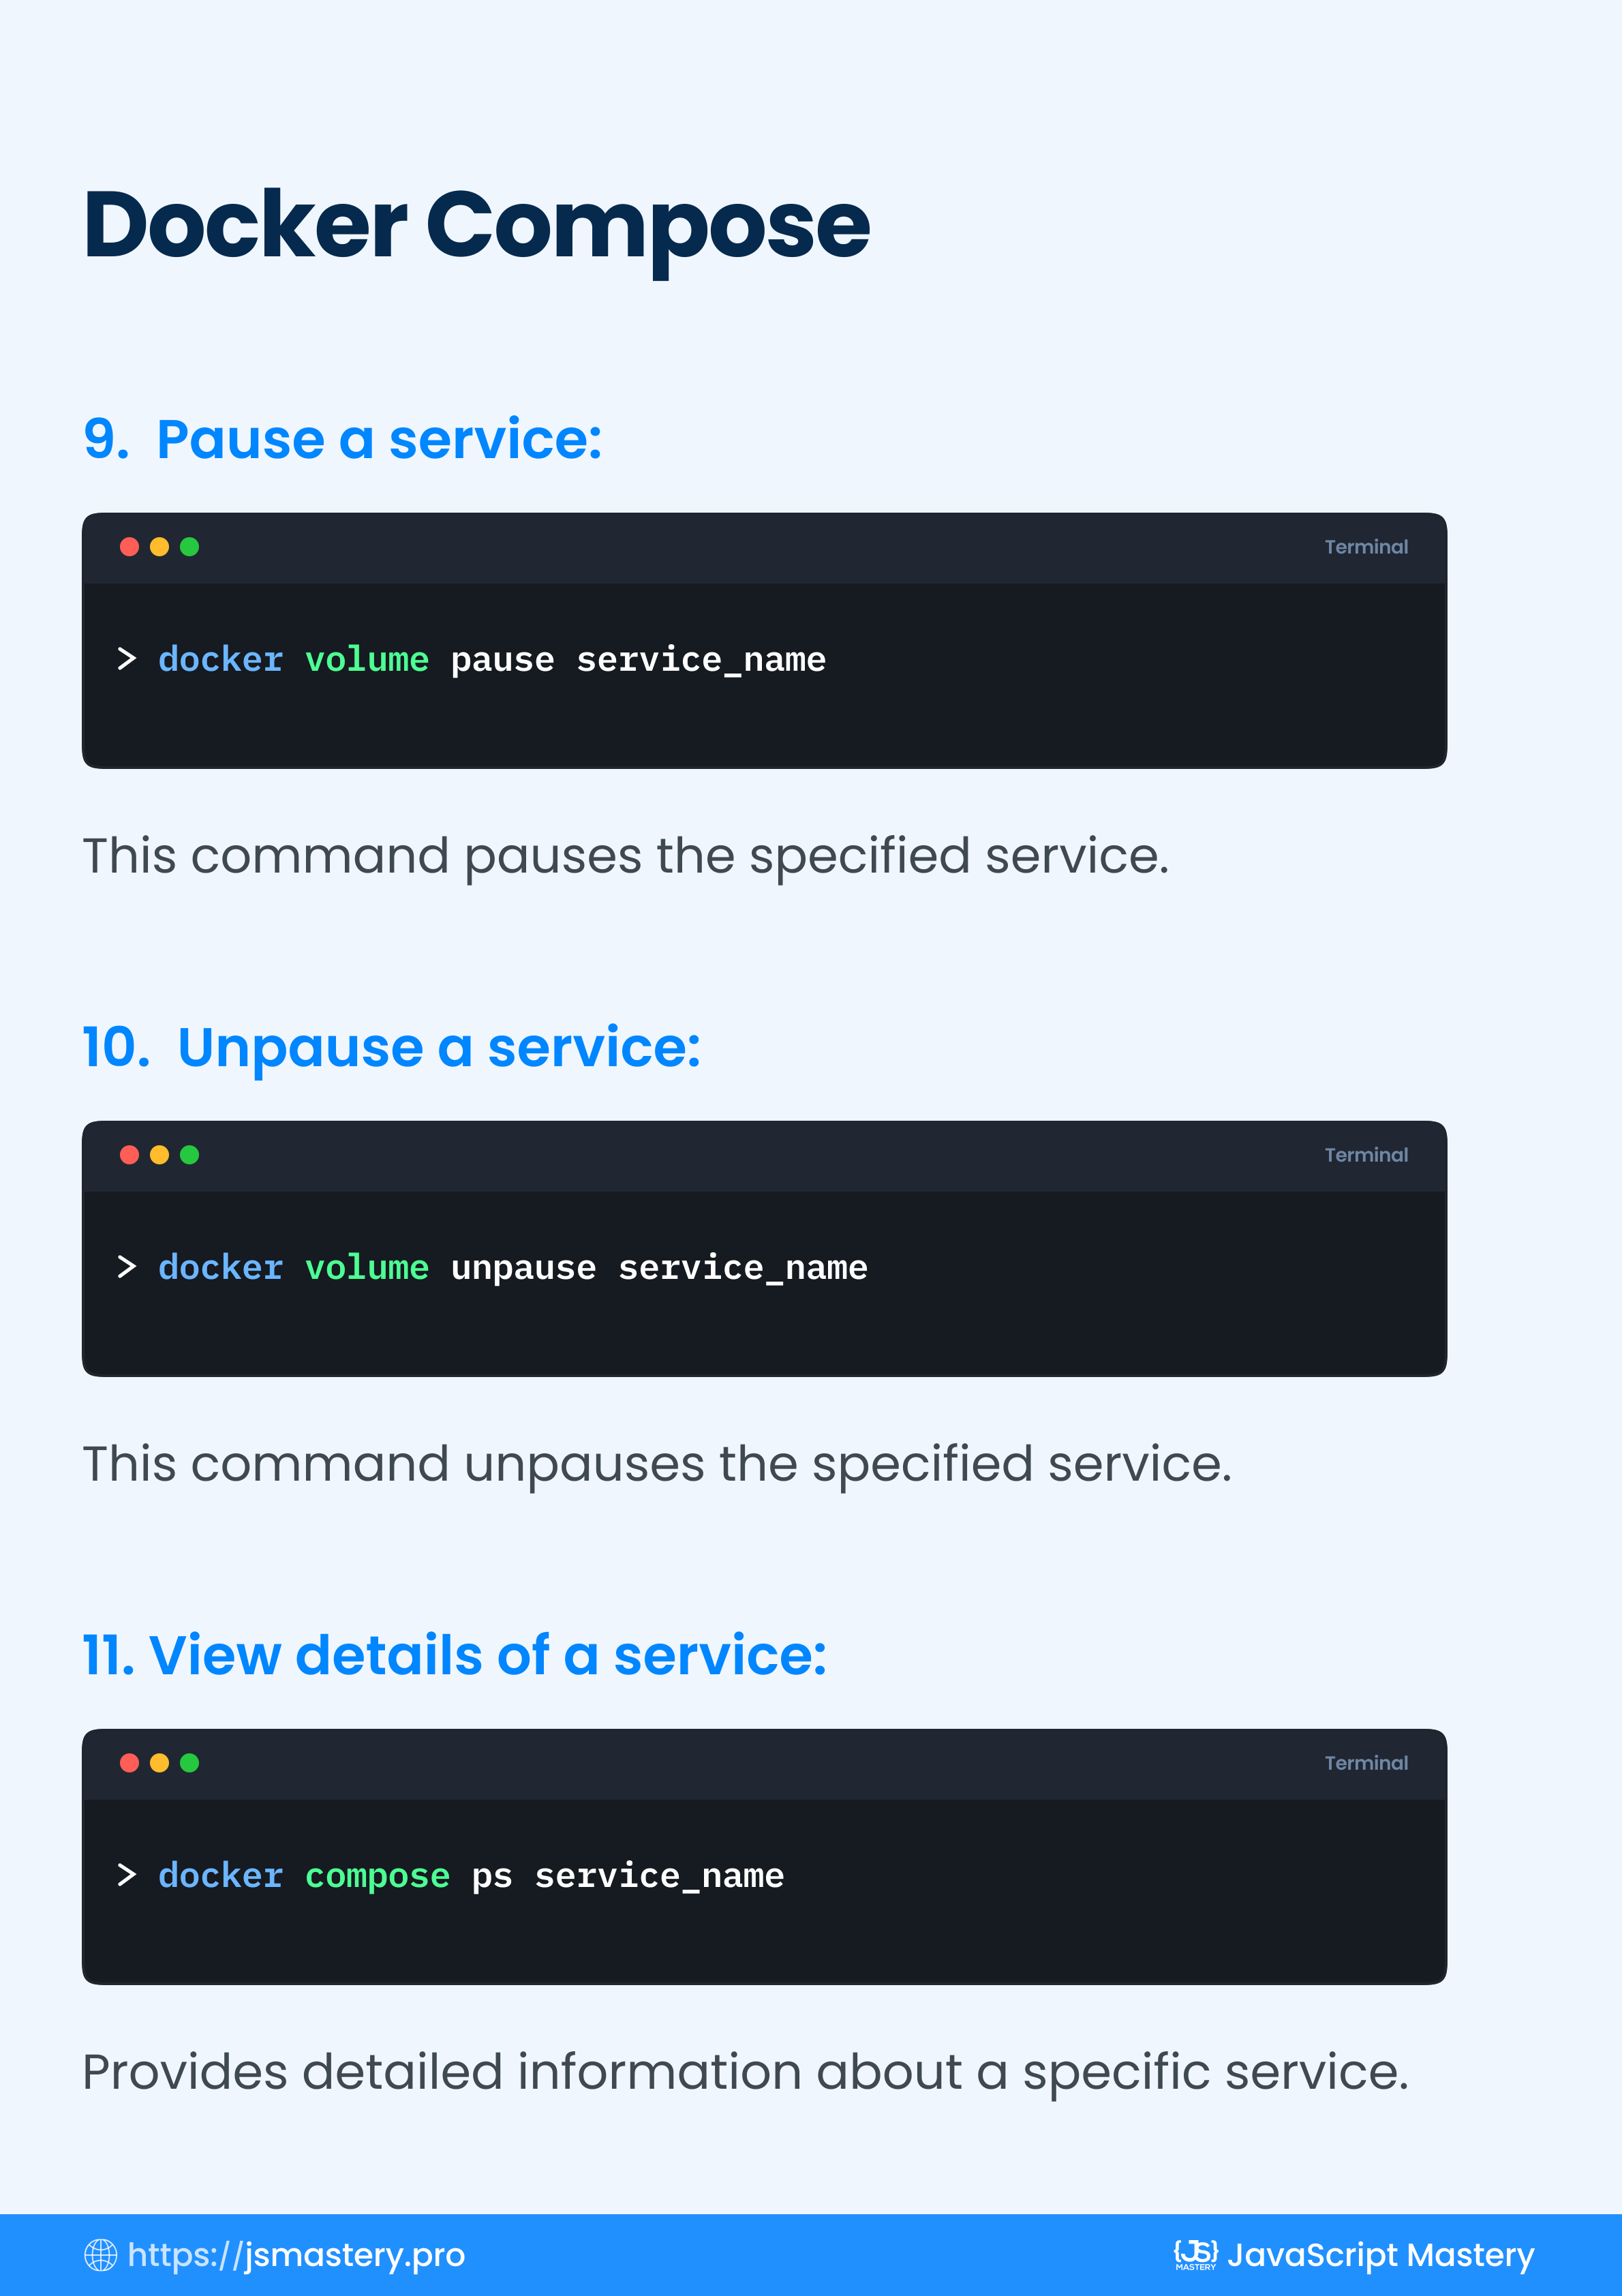 Docker Compose
9. Pause a service:
Terminal
> docker volume pause service_name
This command pauses the specified service.
10. Unpause a service:
Terminal
> docker volume unpause service_name
This command unpauses the specified service.
11. View details of a service:
Terminal
> docker compose ps service_name
Provides detailed information about a specific service.
https://jsmastery.pro
{JS} MASTERY JavaScript Mastery